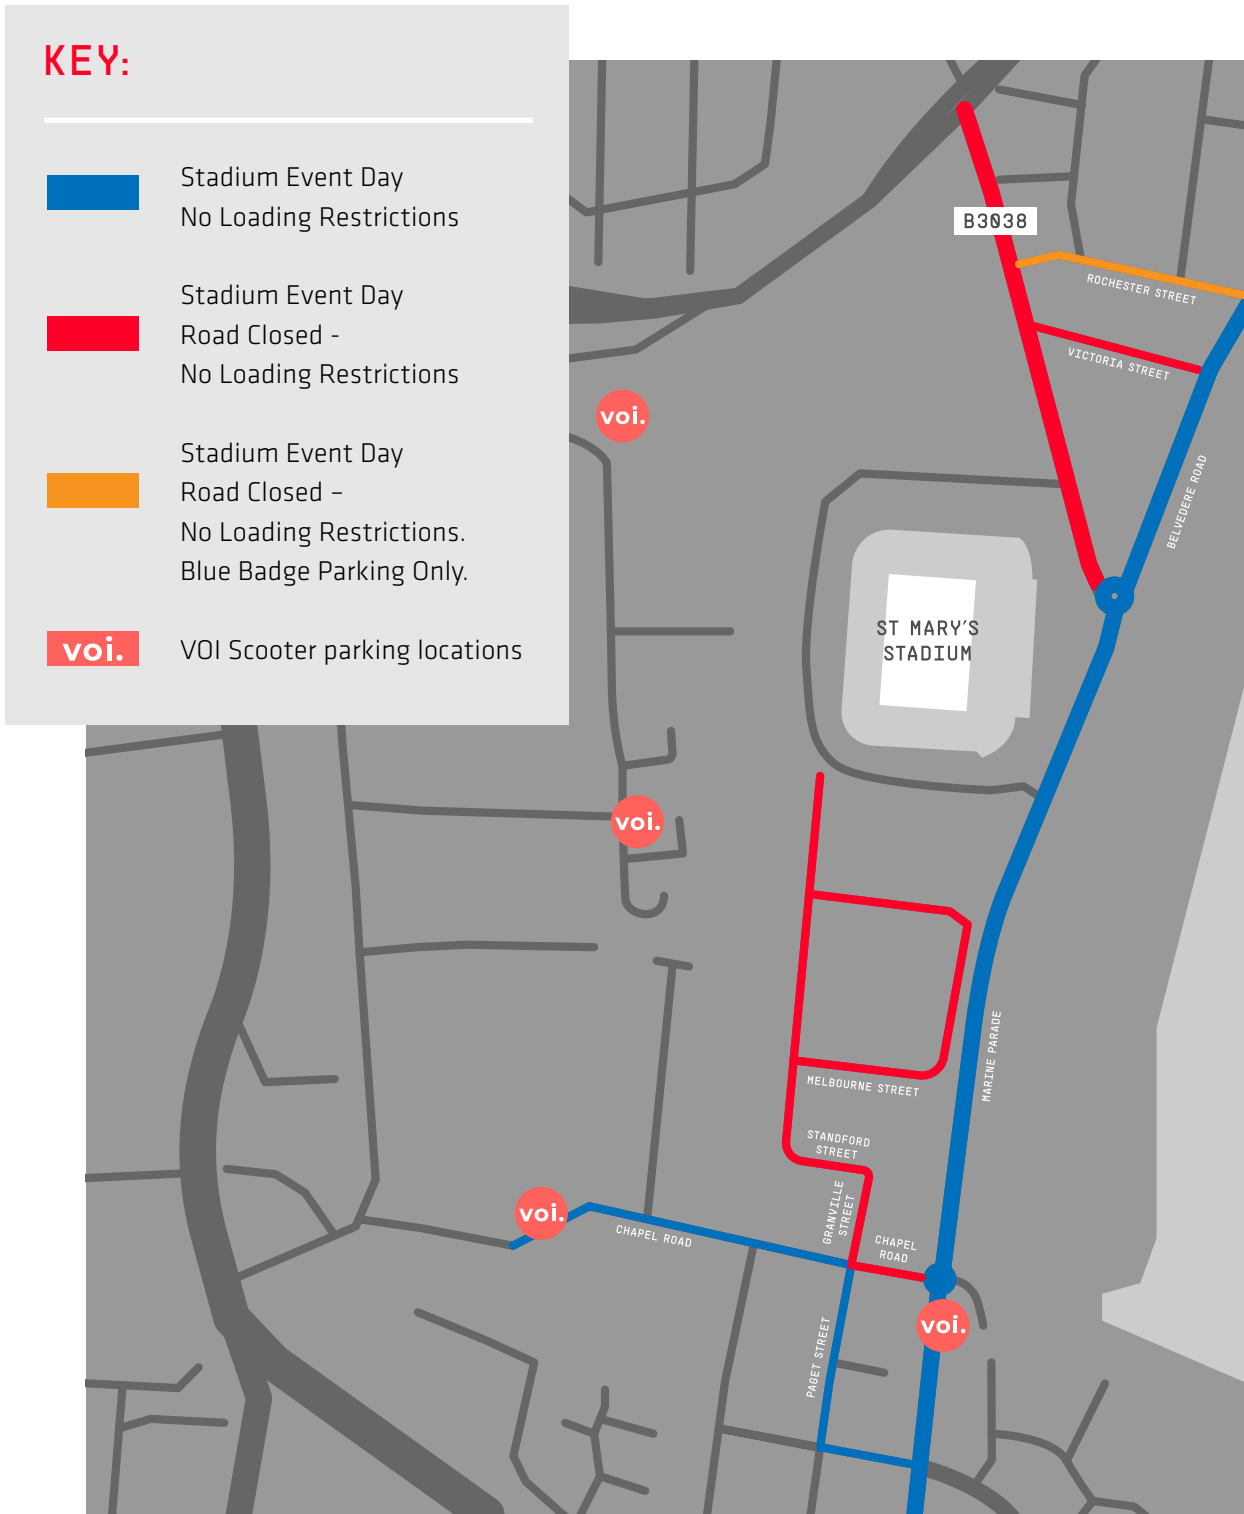 KEY:
Stadium Event Day
No Loading Restrictions
Stadium Event Day
Road Closed -
No Loading Restrictions
Stadium Event Day
Road Closed –
No Loading Restrictions.
Blue Badge Parking Only.
voi.
VOI Scooter parking locations
B3038
ROCHESTER STREET
VICTORIA STREET
voi.
BELVEDERE ROAD
ST MARY'S
STADIUM
voi.
MARINE PARADE
MELBOURNE STREET
STANDFORD
STREET
GRANVILLE
STREET
voi.
CHAPEL ROAD
CHAPEL
ROAD
voi.
PAGET STREET